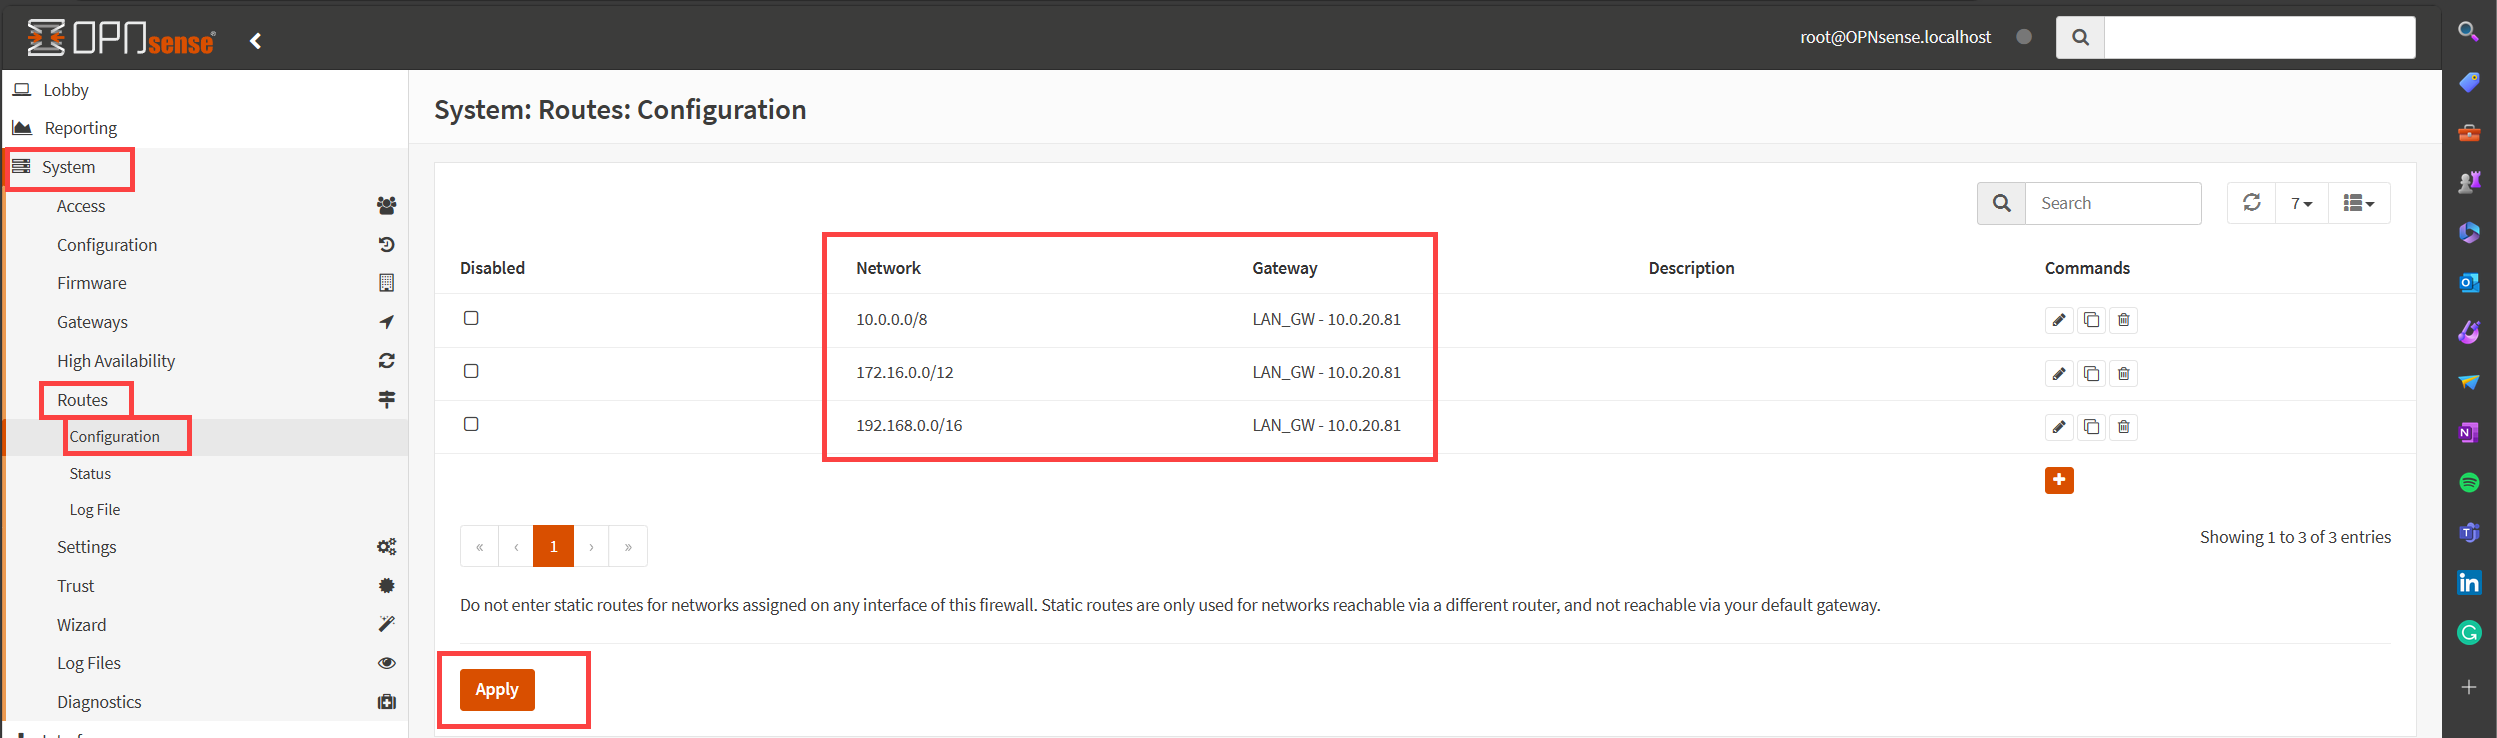 OPNsense®
root@OPNsense.localhost
Lobby
Reporting
System
Access
Configuration
Firmware
Gateways
High Availability
Routes
Configuration
Status
Log File
Settings
Trust
Wizard
Log Files
Diagnostics
System: Routes: Configuration
Search
7
Disabled Network Gateway Description Commands
10.0.0.0/8 LAN_GW - 10.0.20.81
172.16.0.0/12 LAN_GW - 10.0.20.81
192.168.0.0/16 LAN_GW - 10.0.20.81
« ‹ 1 › »
Showing 1 to 3 of 3 entries
Do not enter static routes for networks assigned on any interface of this firewall. Static routes are only used for networks reachable via a different router, and not reachable via your default gateway.
Apply